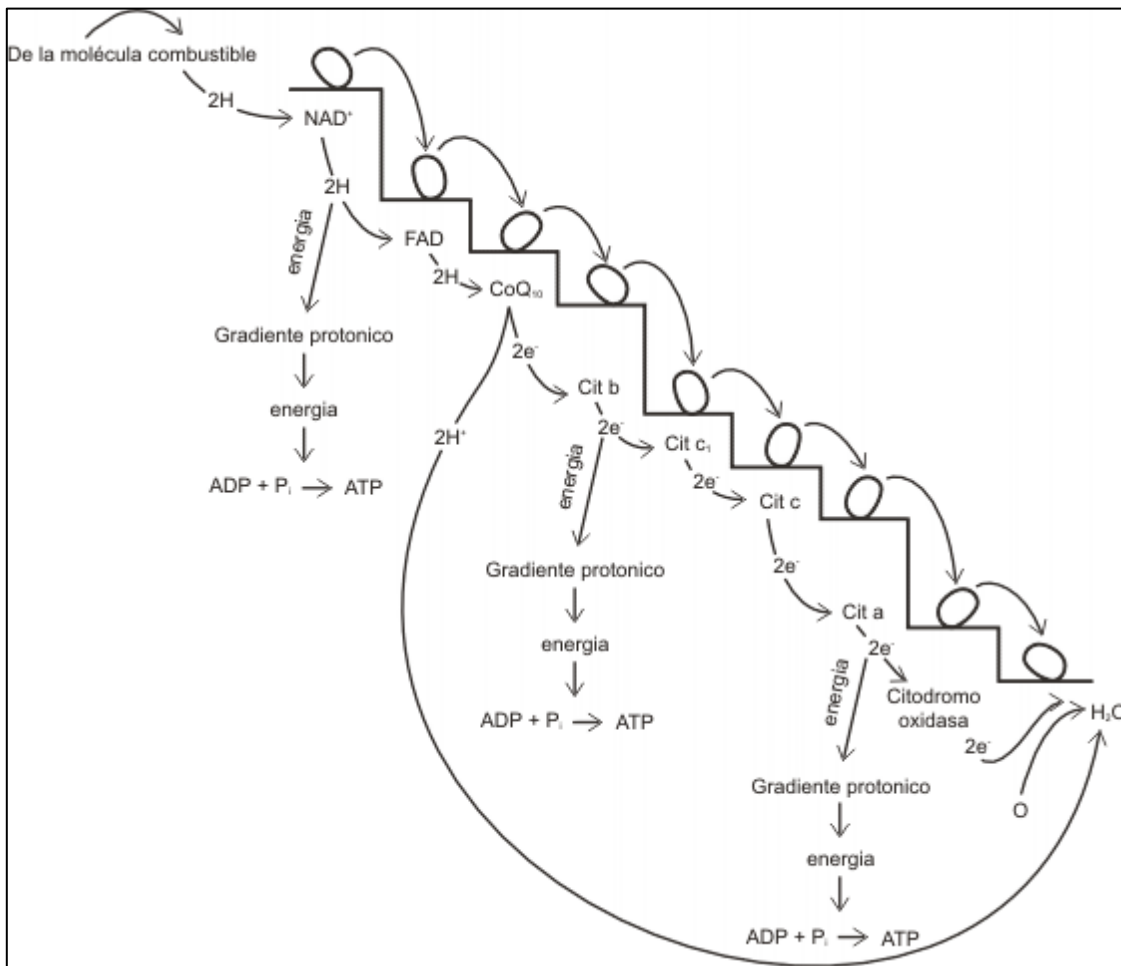 De la molécula combustible
2H
NAD⁺
2H
energia
FAD
2H
CoQ₁₀
Gradiente protonico
2e⁻
energia
Cit b
2H⁺
2e⁻
Cit c₁
ADP + Pᵢ → ATP
energia
2e⁻
Cit c
Gradiente protonico
2e⁻
energia
Cit a
2e⁻
ADP + Pᵢ → ATP
energia
Citodromo
oxidasa
H₂O
2e⁻
Gradiente protonico
O
energia
ADP + Pᵢ → ATP